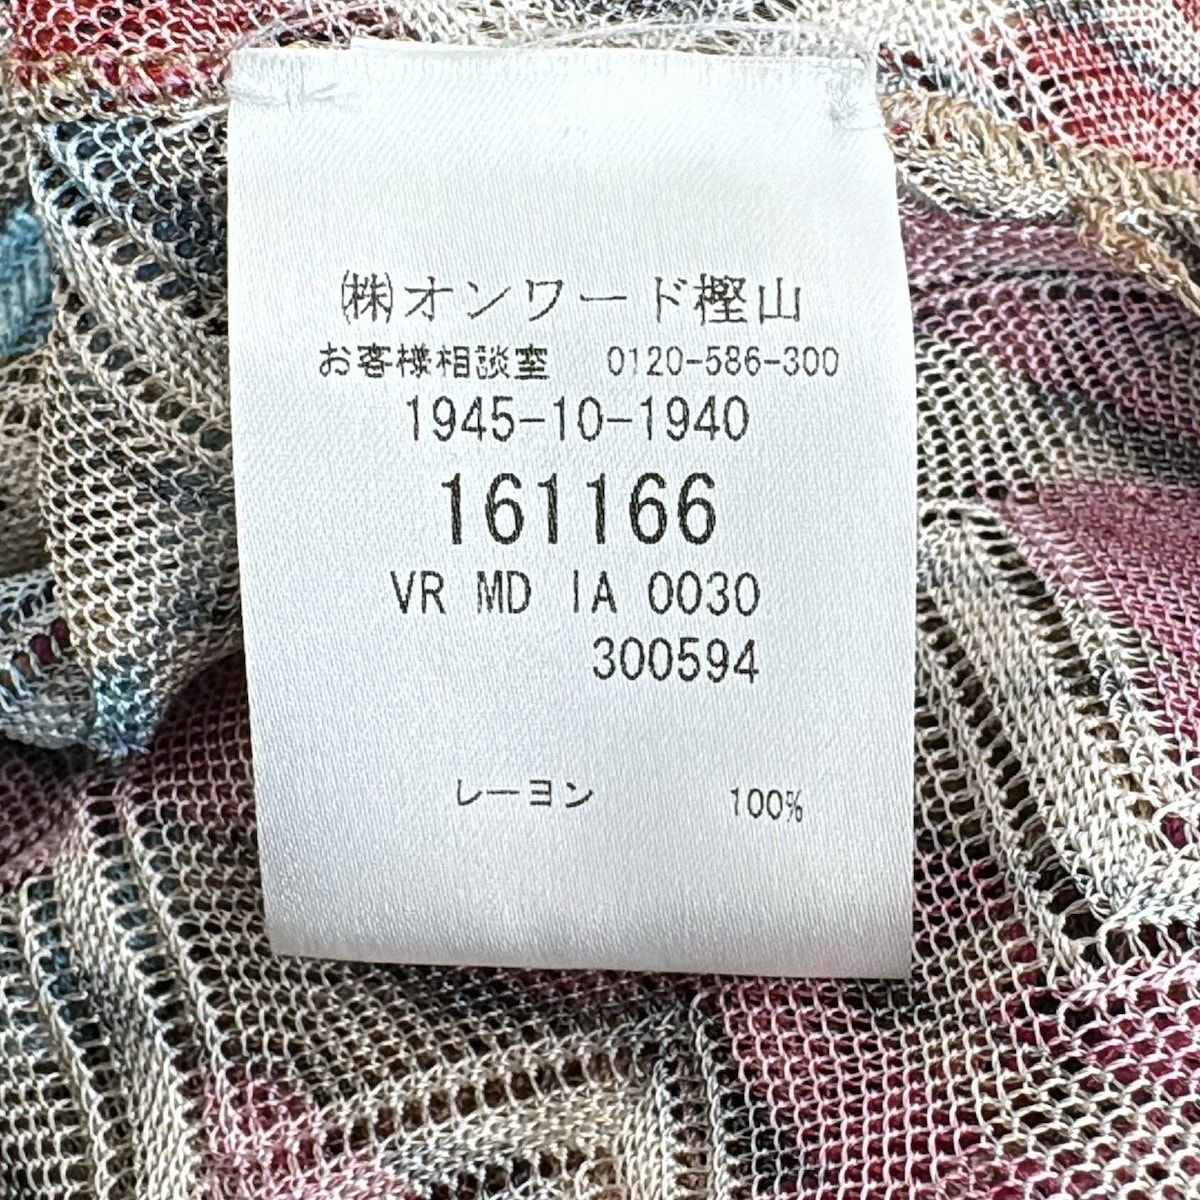 ㈱オンワード樫山
お客様相談室 0120-586-300
1945-10-1940
161166
VR MD IA 0030
300594
レーヨン 100%